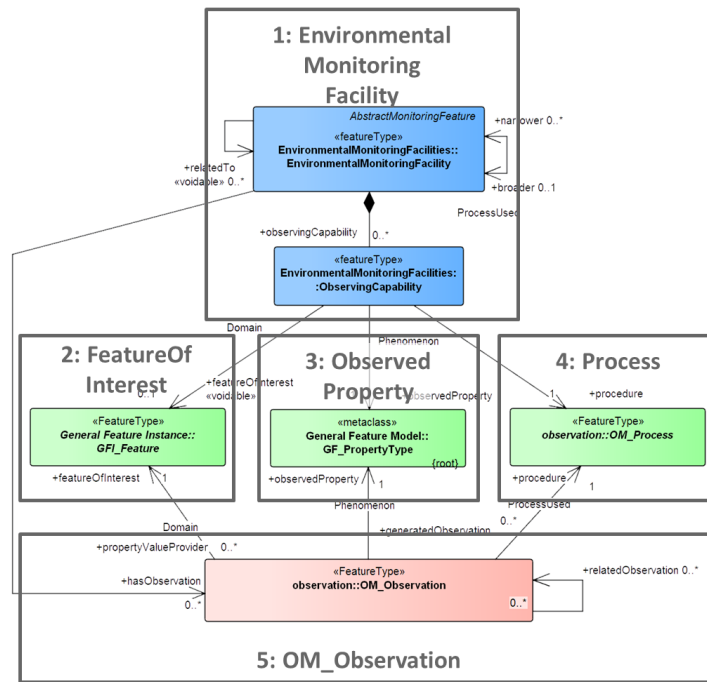 1: Environmental
Monitoring
Facility
AbstractMonitoringFeature
«featureType»
EnvironmentalMonitoringFacilities::
EnvironmentalMonitoringFacility
+narrower 0..*
+relatedTo
«voidable» 0..*
+broader 0..1
ProcessUsed
+observingCapability
0..*
«featureType»
EnvironmentalMonitoringFacilities:
:ObservingCapability
Domain
Phenomenon
2: FeatureOf
Interest
3: Observed
Property
4: Process
0..1
+featureOfInterest
«voidable»
+observedProperty
1
+procedure
«FeatureType»
General Feature Instance::
GFI_Feature
«metaclass»
General Feature Model::
GF_PropertyType
{root}
«FeatureType»
observation::OM_Process
+featureOfInterest
1
+observedProperty
1
+procedure
1
Domain
Phenomenon
ProcessUsed
+generatedObservation
0..*
+propertyValueProvider
0..*
+hasObservation
0..*
«FeatureType»
observation::OM_Observation
+relatedObservation 0..*
0..*
5: OM_Observation